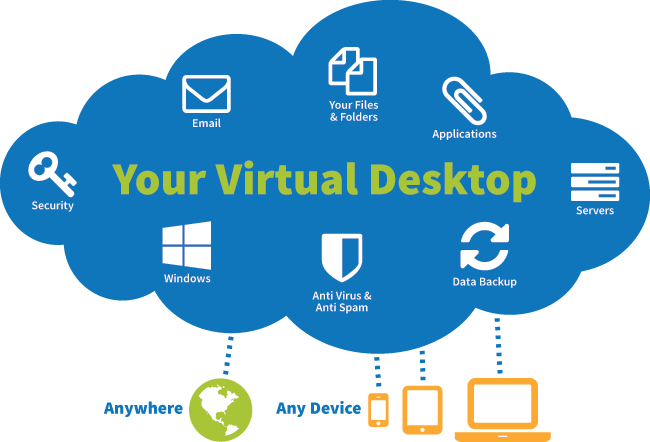 Email
Your Files
& Folders
Applications
Security
Your Virtual Desktop
Servers
Windows
Anti Virus &
Anti Spam
Data Backup
Anywhere
Any Device